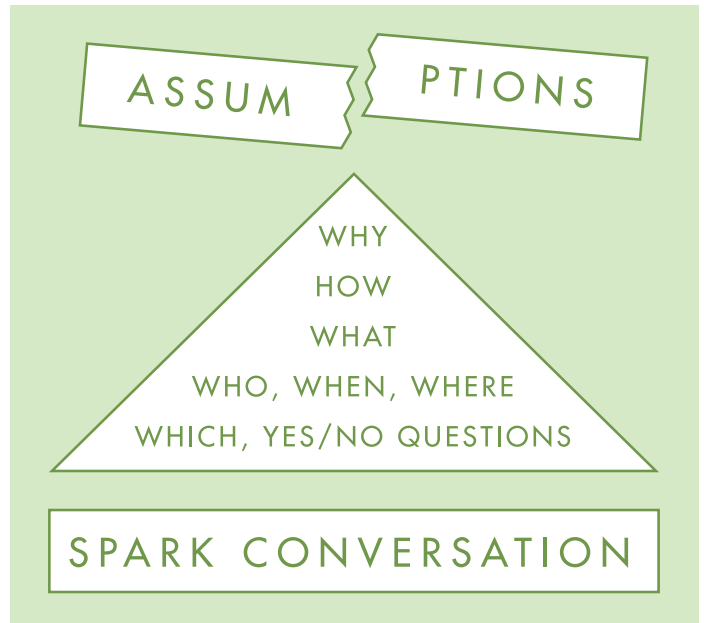 ASSUM PTIONS
WHY
HOW
WHAT
WHO, WHEN, WHERE
WHICH, YES/NO QUESTIONS
SPARK CONVERSATION